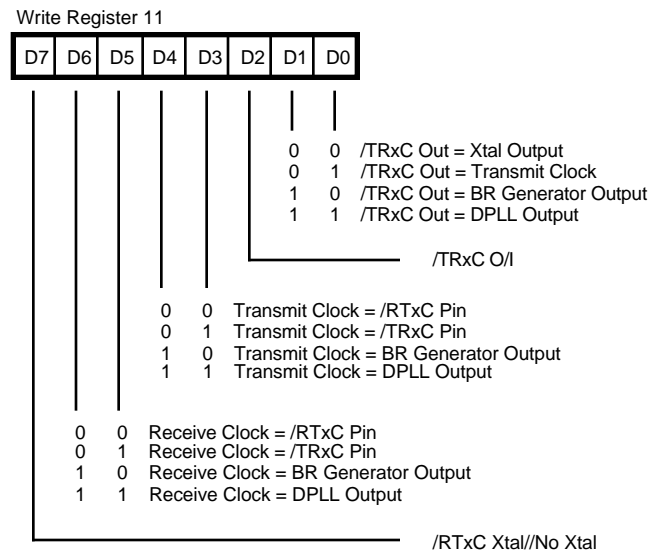 Write Register 11
D7 D6 D5 D4 D3 D2 D1 D0
0 0 /TRxC Out = Xtal Output
0 1 /TRxC Out = Transmit Clock
1 0 /TRxC Out = BR Generator Output
1 1 /TRxC Out = DPLL Output
/TRxC O/I
0 0 Transmit Clock = /RTxC Pin
0 1 Transmit Clock = /TRxC Pin
1 0 Transmit Clock = BR Generator Output
1 1 Transmit Clock = DPLL Output
0 0 Receive Clock = /RTxC Pin
0 1 Receive Clock = /TRxC Pin
1 0 Receive Clock = BR Generator Output
1 1 Receive Clock = DPLL Output
/RTxC Xtal//No Xtal